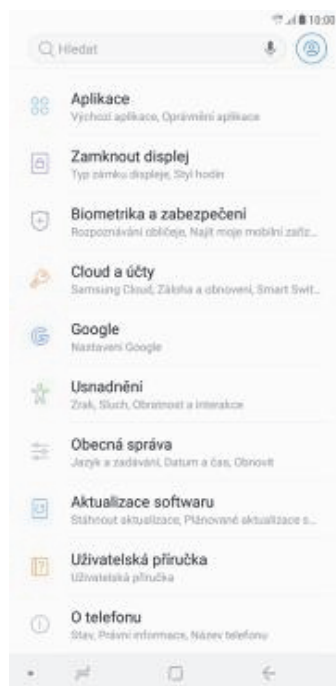 10:00
Hledat
Aplikace
Výchozí aplikace, Oprávnění aplikace
Zamknout displej
Typ zámku displeje, Styl hodin
Biometrika a zabezpečení
Rozpoznávání obličeje, Najít moje mobilní zaříz...
Cloud a účty
Samsung Cloud, Záloha a obnovení, Smart Swit...
Google
Nastavení Google
Usnadnění
Zrak, Sluch, Obratnost a interakce
Obecná správa
Jazyk a zadávání, Datum a čas, Obnovit
Aktualizace softwaru
Stáhnout aktualizace, Plánované aktualizace s...
Uživatelská příručka
Uživatelská příručka
O telefonu
Stav, Právní informace, Název telefonu